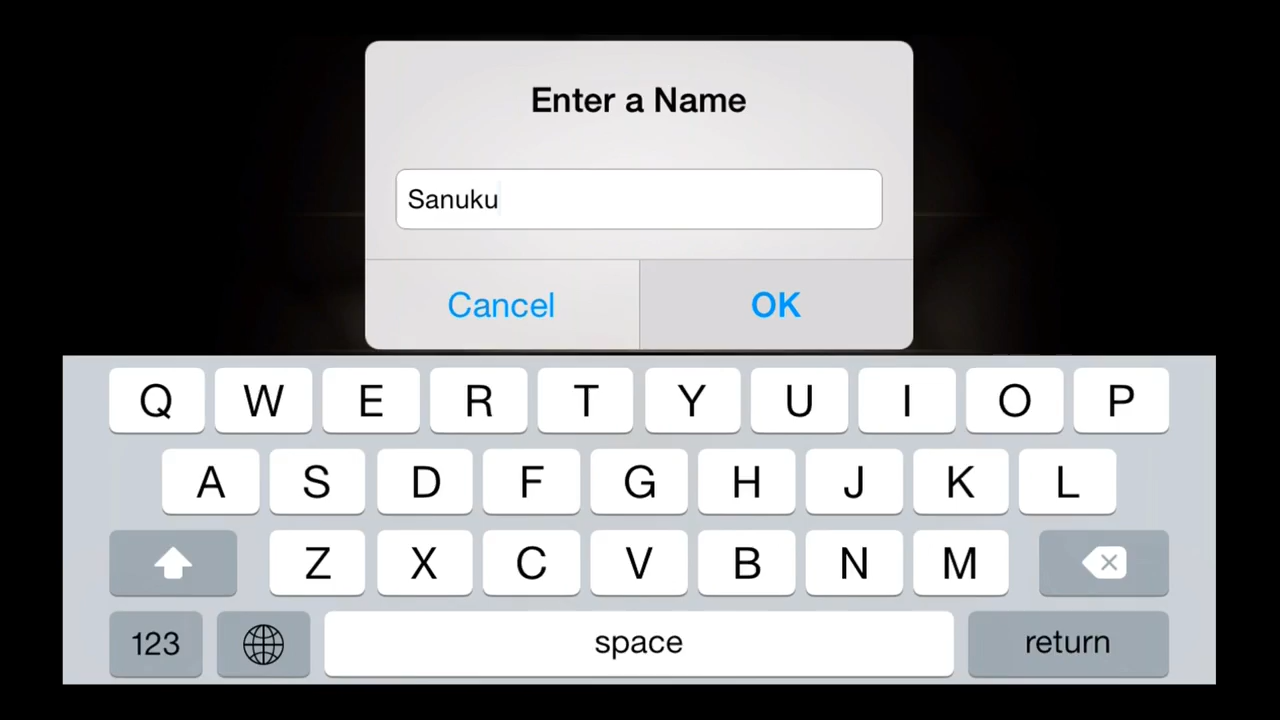 Enter a Name
Sanuku
Cancel OK
Q W E R T Y U I O P
A S D F G H J K L
Z X C V B N M
123 space return